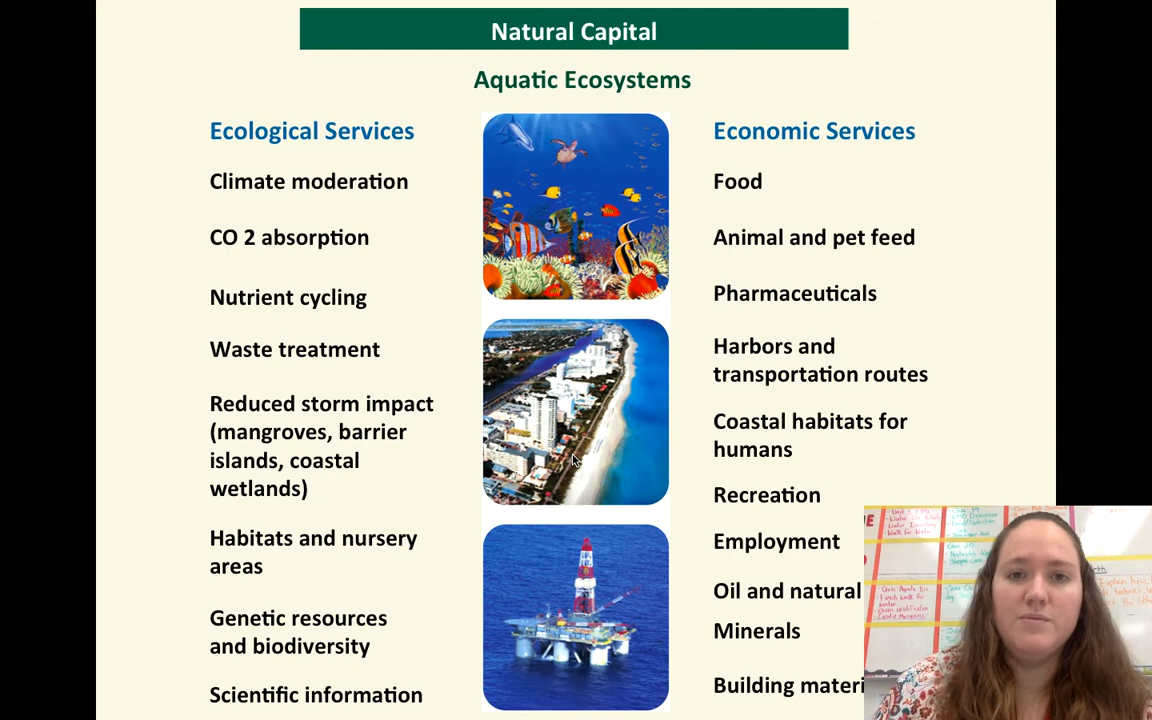 Natural Capital
Aquatic Ecosystems
Ecological Services
Climate moderation
CO 2 absorption
Nutrient cycling
Waste treatment
Reduced storm impact
(mangroves, barrier
islands, coastal
wetlands)
Habitats and nursery
areas
Genetic resources
and biodiversity
Scientific information
Economic Services
Food
Animal and pet feed
Pharmaceuticals
Harbors and
transportation routes
Coastal habitats for
humans
Recreation
Employment
Oil and natural
Minerals
Building